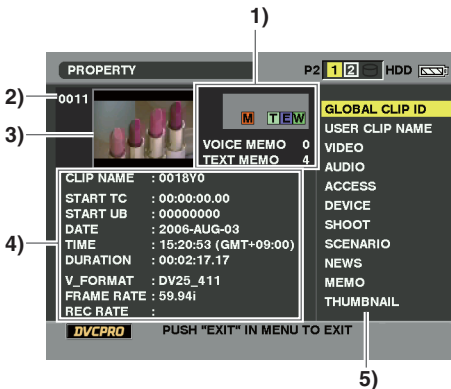 1)
PROPERTY P2 1 2 HDD
2) 0011
3)
M T E W
VOICE MEMO 0
TEXT MEMO 4
4)
CLIP NAME : 0018Y0
START TC : 00:00:00.00
START UB : 00000000
DATE : 2006-AUG-03
TIME : 15:20:53 (GMT+09:00)
DURATION : 00:02:17.17
V_FORMAT : DV25_411
FRAME RATE : 59.94i
REC RATE :
GLOBAL CLIP ID
USER CLIP NAME
VIDEO
AUDIO
ACCESS
DEVICE
SHOOT
SCENARIO
NEWS
MEMO
THUMBNAIL
DVCPRO PUSH "EXIT" IN MENU TO EXIT
5)